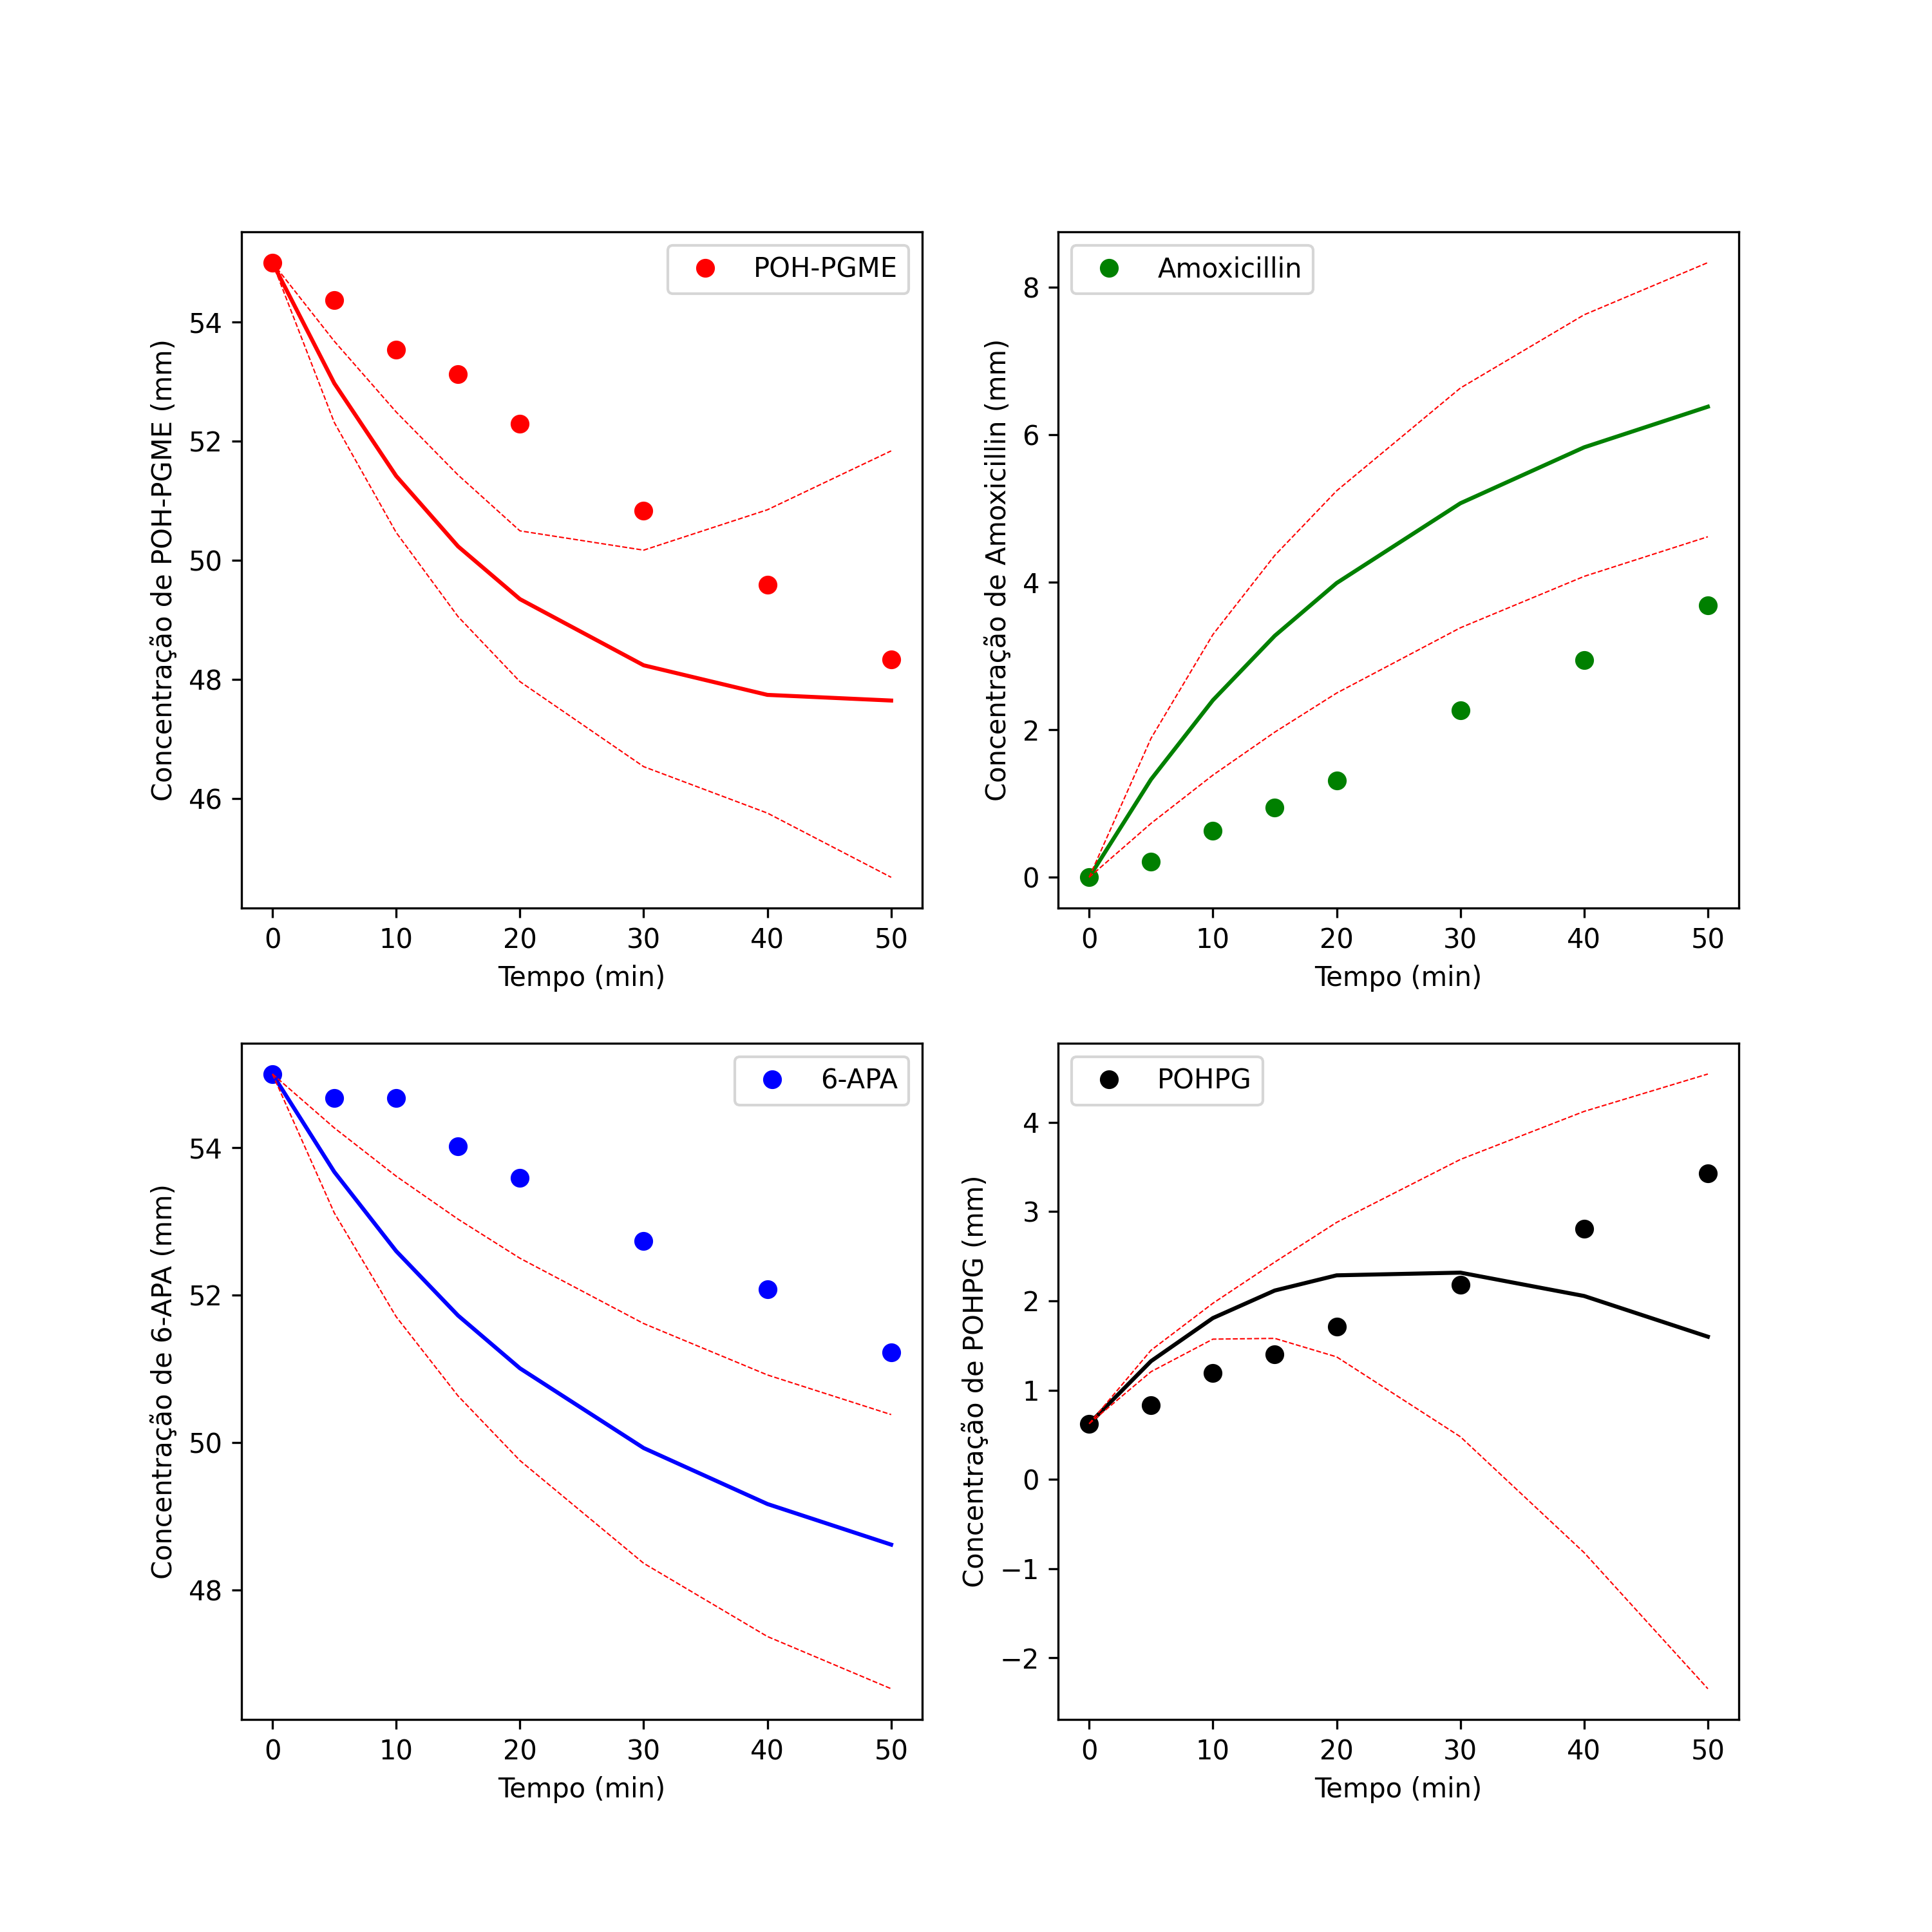 POH-PGME
54
52
50
48
46
Concentração de POH-PGME (mm)
0 10 20 30 40 50
Tempo (min)
Amoxicillin
8
6
4
2
0
Concentração de Amoxicillin (mm)
0 10 20 30 40 50
Tempo (min)
6-APA
54
52
50
48
Concentração de 6-APA (mm)
0 10 20 30 40 50
Tempo (min)
POHPG
4
3
2
1
0
−1
−2
Concentração de POHPG (mm)
0 10 20 30 40 50
Tempo (min)